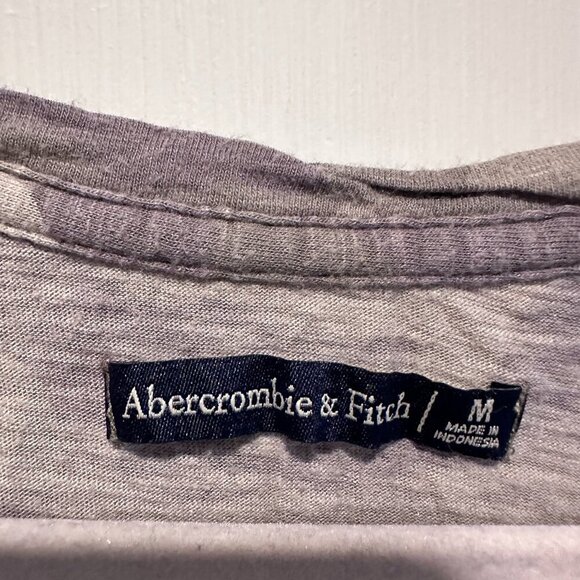 Abercrombie & Fitch / M
MADE IN
INDONESIA